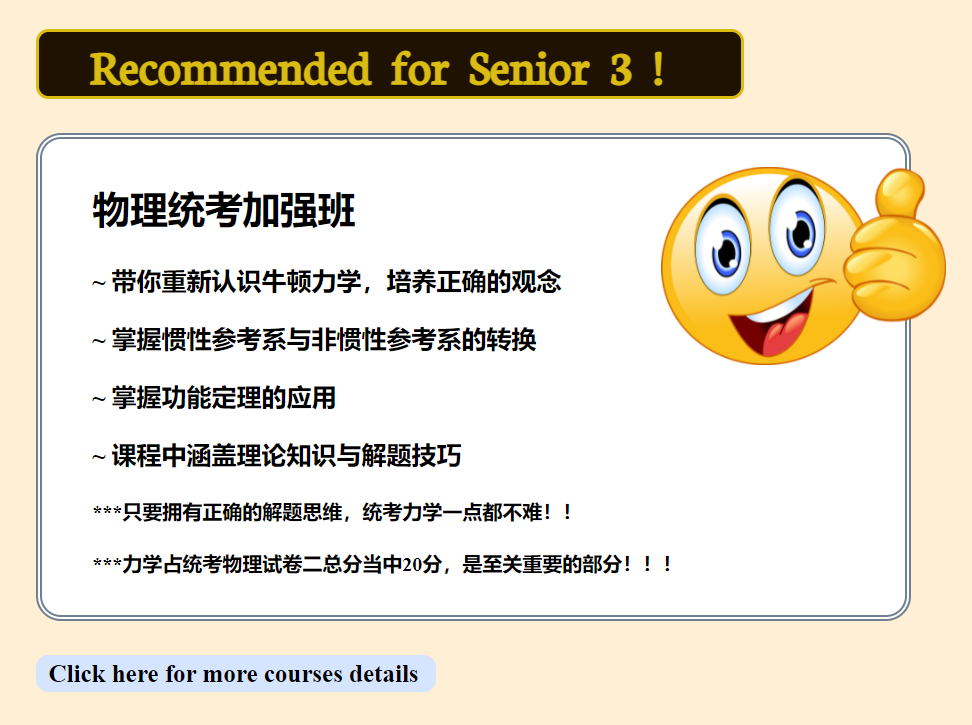 Recommended for Senior 3 !
物理统考加强班
~ 带你重新认识牛顿力学，培养正确的观念
~ 掌握惯性参考系与非惯性参考系的转换
~ 掌握功能定理的应用
~ 课程中涵盖理论知识与解题技巧
***只要拥有正确的解题思维，统考力学一点都不难！！
***力学占统考物理试卷二总分当中20分，是至关重要的部分！！！
Click here for more courses details